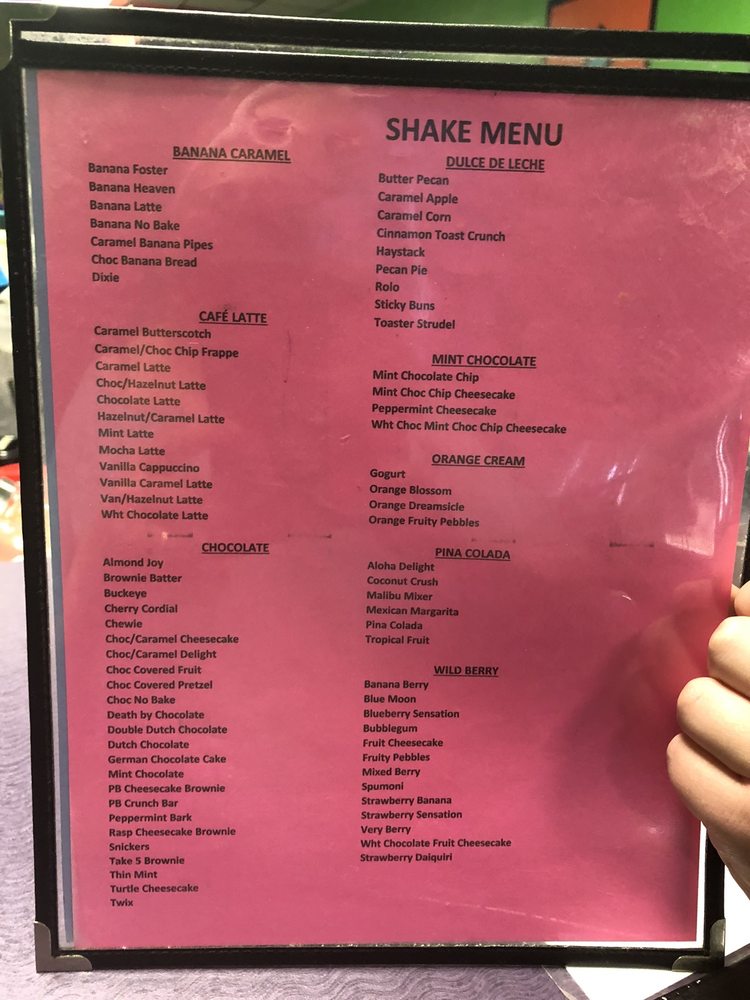 SHAKE MENU
BANANA CARAMEL
Banana Foster
Banana Heaven
Banana Latte
Banana No Bake
Caramel Banana Pipes
Choc Banana Bread
Dixie
CAFÉ LATTE
Caramel Butterscotch
Caramel/Choc Chip Frappe
Caramel Latte
Choc/Hazelnut Latte
Chocolate Latte
Hazelnut/Caramel Latte
Mint Latte
Mocha Latte
Vanilla Cappuccino
Vanilla Caramel Latte
Van/Hazelnut Latte
Wht Chocolate Latte
CHOCOLATE
Almond Joy
Brownie Batter
Buckeye
Cherry Cordial
Chewie
Choc/Caramel Cheesecake
Choc/Caramel Delight
Choc Covered Fruit
Choc Covered Pretzel
Choc No Bake
Death by Chocolate
Double Dutch Chocolate
Dutch Chocolate
German Chocolate Cake
Mint Chocolate
PB Cheesecake Brownie
PB Crunch Bar
Peppermint Bark
Rasp Cheesecake Brownie
Snickers
Take 5 Brownie
Thin Mint
Turtle Cheesecake
Twix
DULCE DE LECHE
Butter Pecan
Caramel Apple
Caramel Corn
Cinnamon Toast Crunch
Haystack
Pecan Pie
Rolo
Sticky Buns
Toaster Strudel
MINT CHOCOLATE
Mint Chocolate Chip
Mint Choc Chip Cheesecake
Peppermint Cheesecake
Wht Choc Mint Choc Chip Cheesecake
ORANGE CREAM
Gogurt
Orange Blossom
Orange Dreamsicle
Orange Fruity Pebbles
PINA COLADA
Aloha Delight
Coconut Crush
Malibu Mixer
Mexican Margarita
Pina Colada
Tropical Fruit
WILD BERRY
Banana Berry
Blue Moon
Blueberry Sensation
Bubblegum
Fruit Cheesecake
Fruity Pebbles
Mixed Berry
Spumoni
Strawberry Banana
Strawberry Sensation
Very Berry
Wht Chocolate Fruit Cheesecake
Strawberry Daiquiri